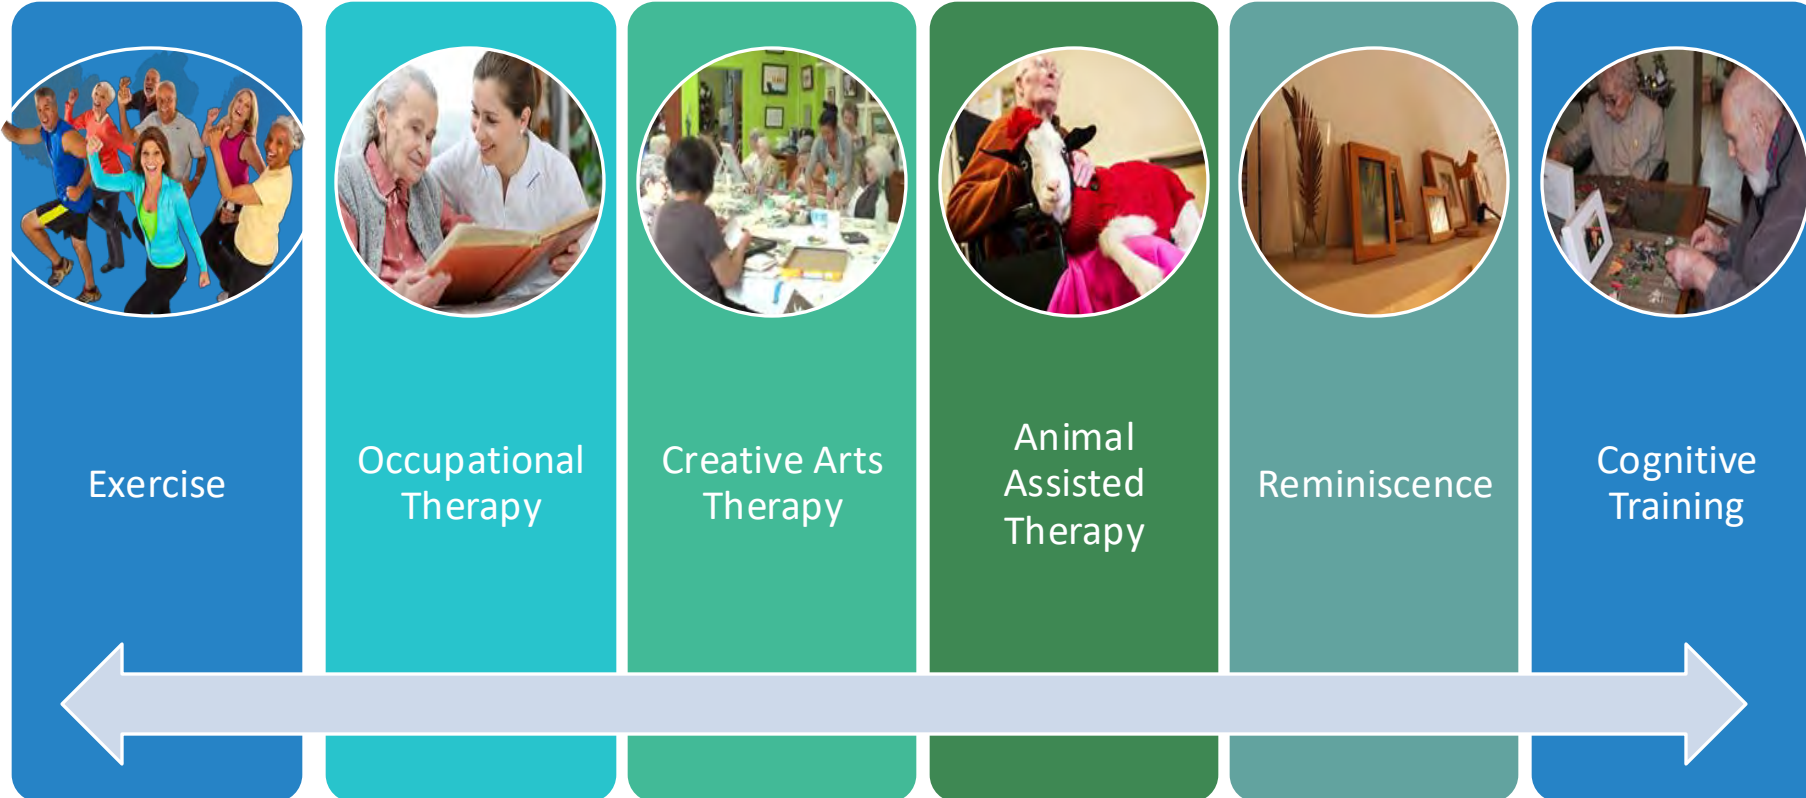 Exercise
Occupational
Therapy
Creative Arts
Therapy
Animal
Assisted
Therapy
Reminiscence
Cognitive
Training